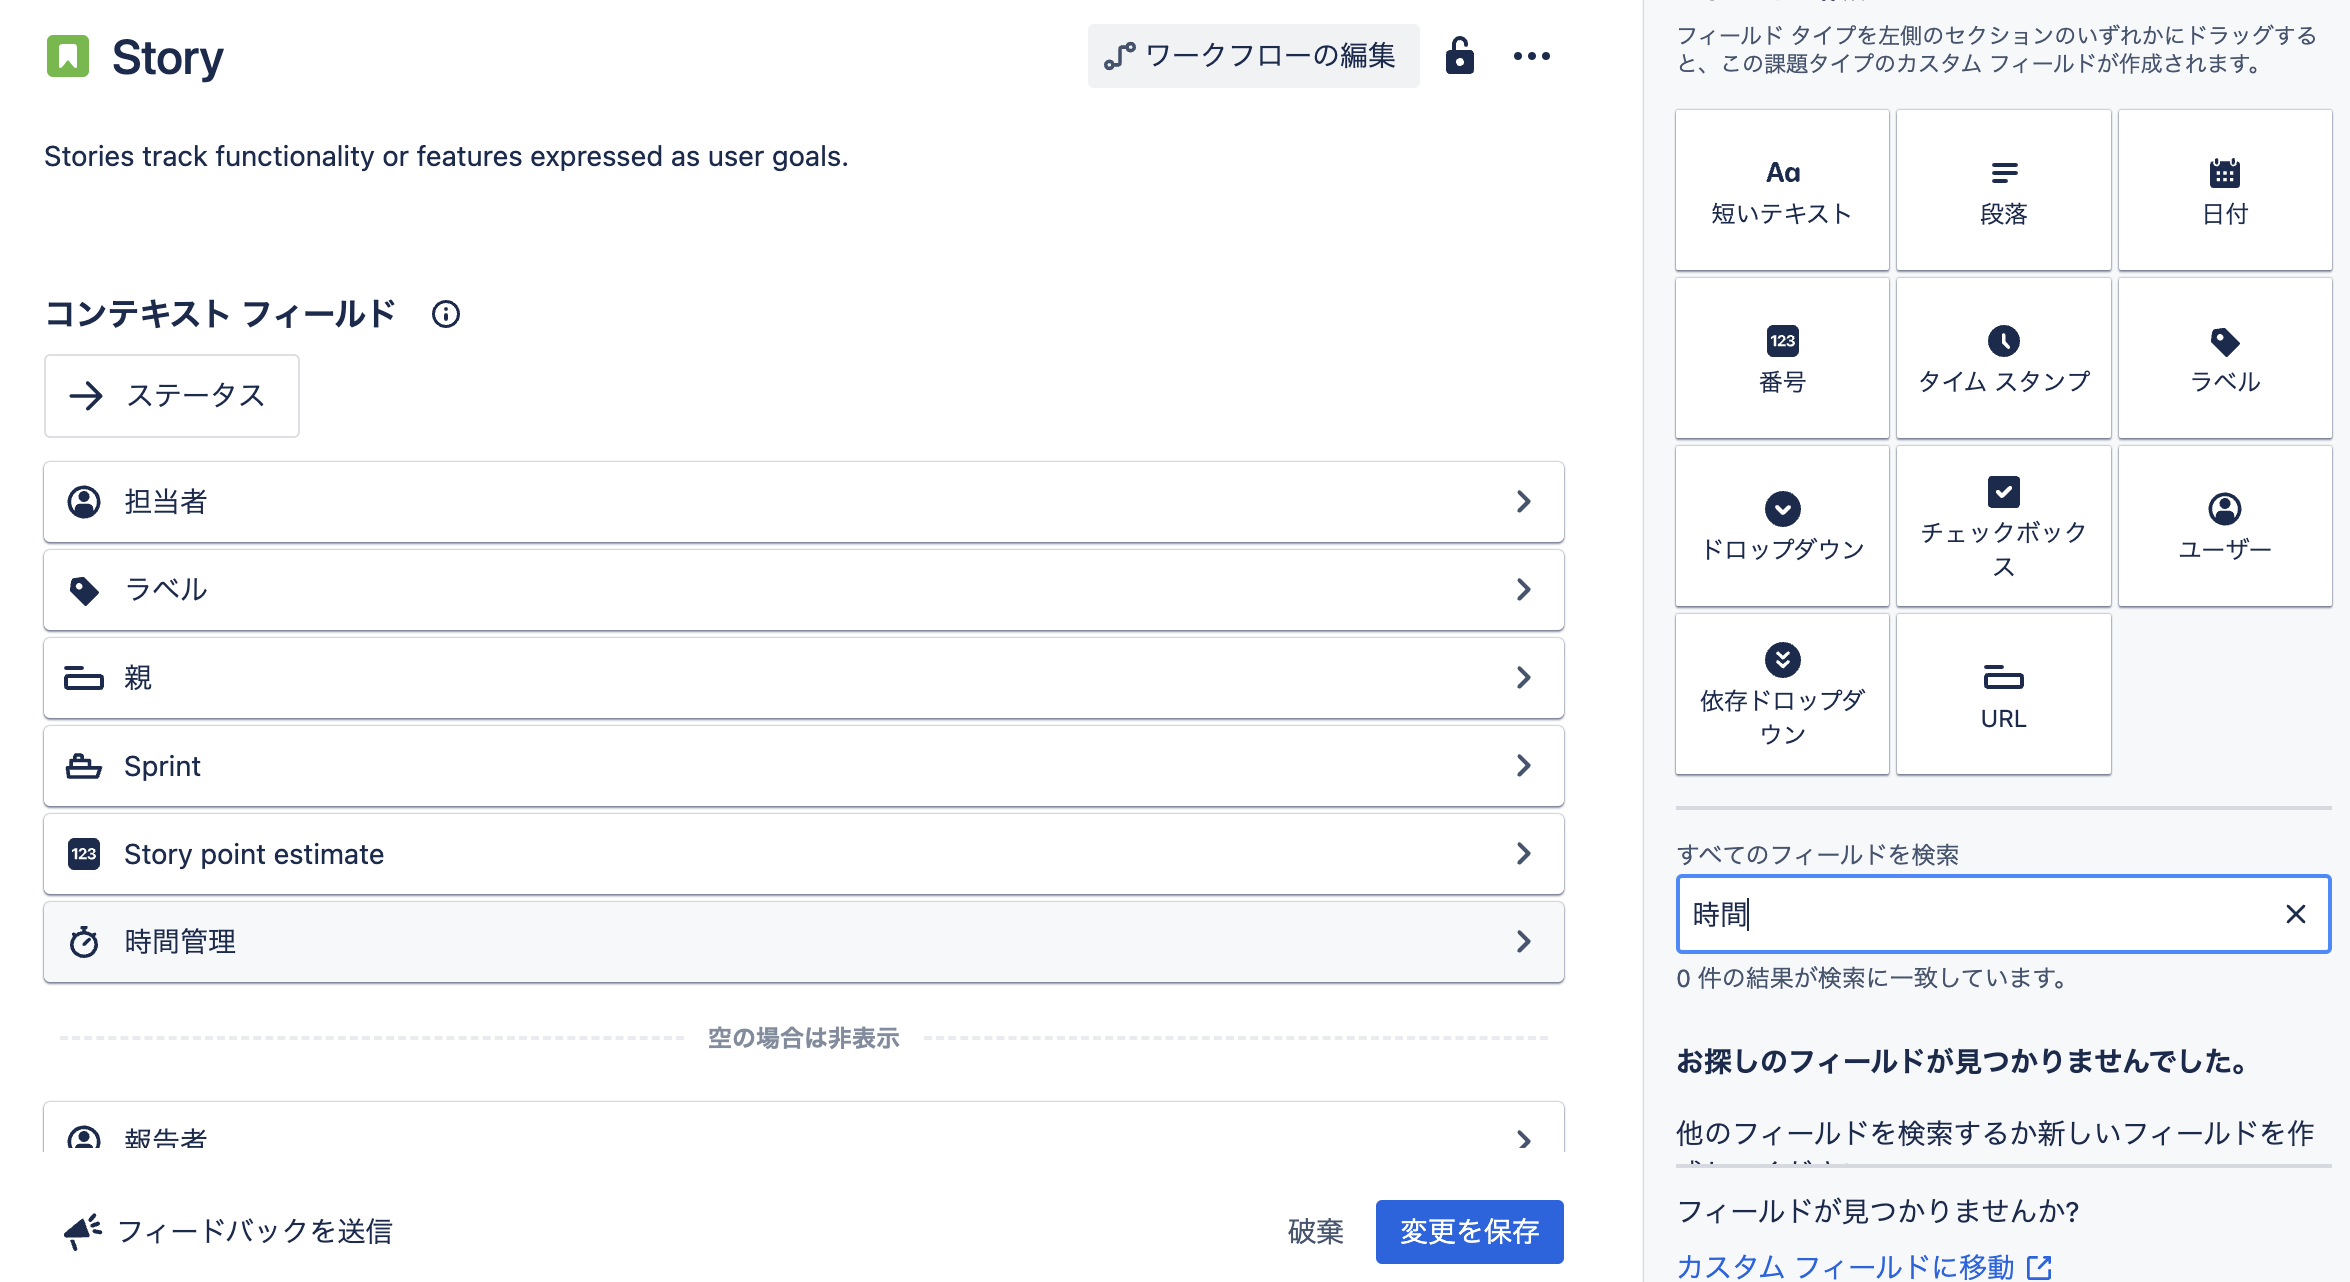 Story
ワークフローの編集
Stories track functionality or features expressed as user goals.
コンテキスト フィールド
ステータス
担当者
ラベル
親
Sprint
123
Story point estimate
時間管理
空の場合は非表示
報告者
フィードバックを送信
破棄
変更を保存
フィールド タイプを左側のセクションのいずれかにドラッグする
と、この課題タイプのカスタム フィールドが作成されます。
Aa
短いテキスト
段落
日付
123
番号
タイム スタンプ
ラベル
ドロップダウン
チェックボック
ス
ユーザー
依存ドロップダ
ウン
URL
すべてのフィールドを検索
時間
0 件の結果が検索に一致しています。
お探しのフィールドが見つかりませんでした。
他のフィールドを検索するか新しいフィールドを作
フィールドが見つかりませんか?
カスタム フィールドに移動